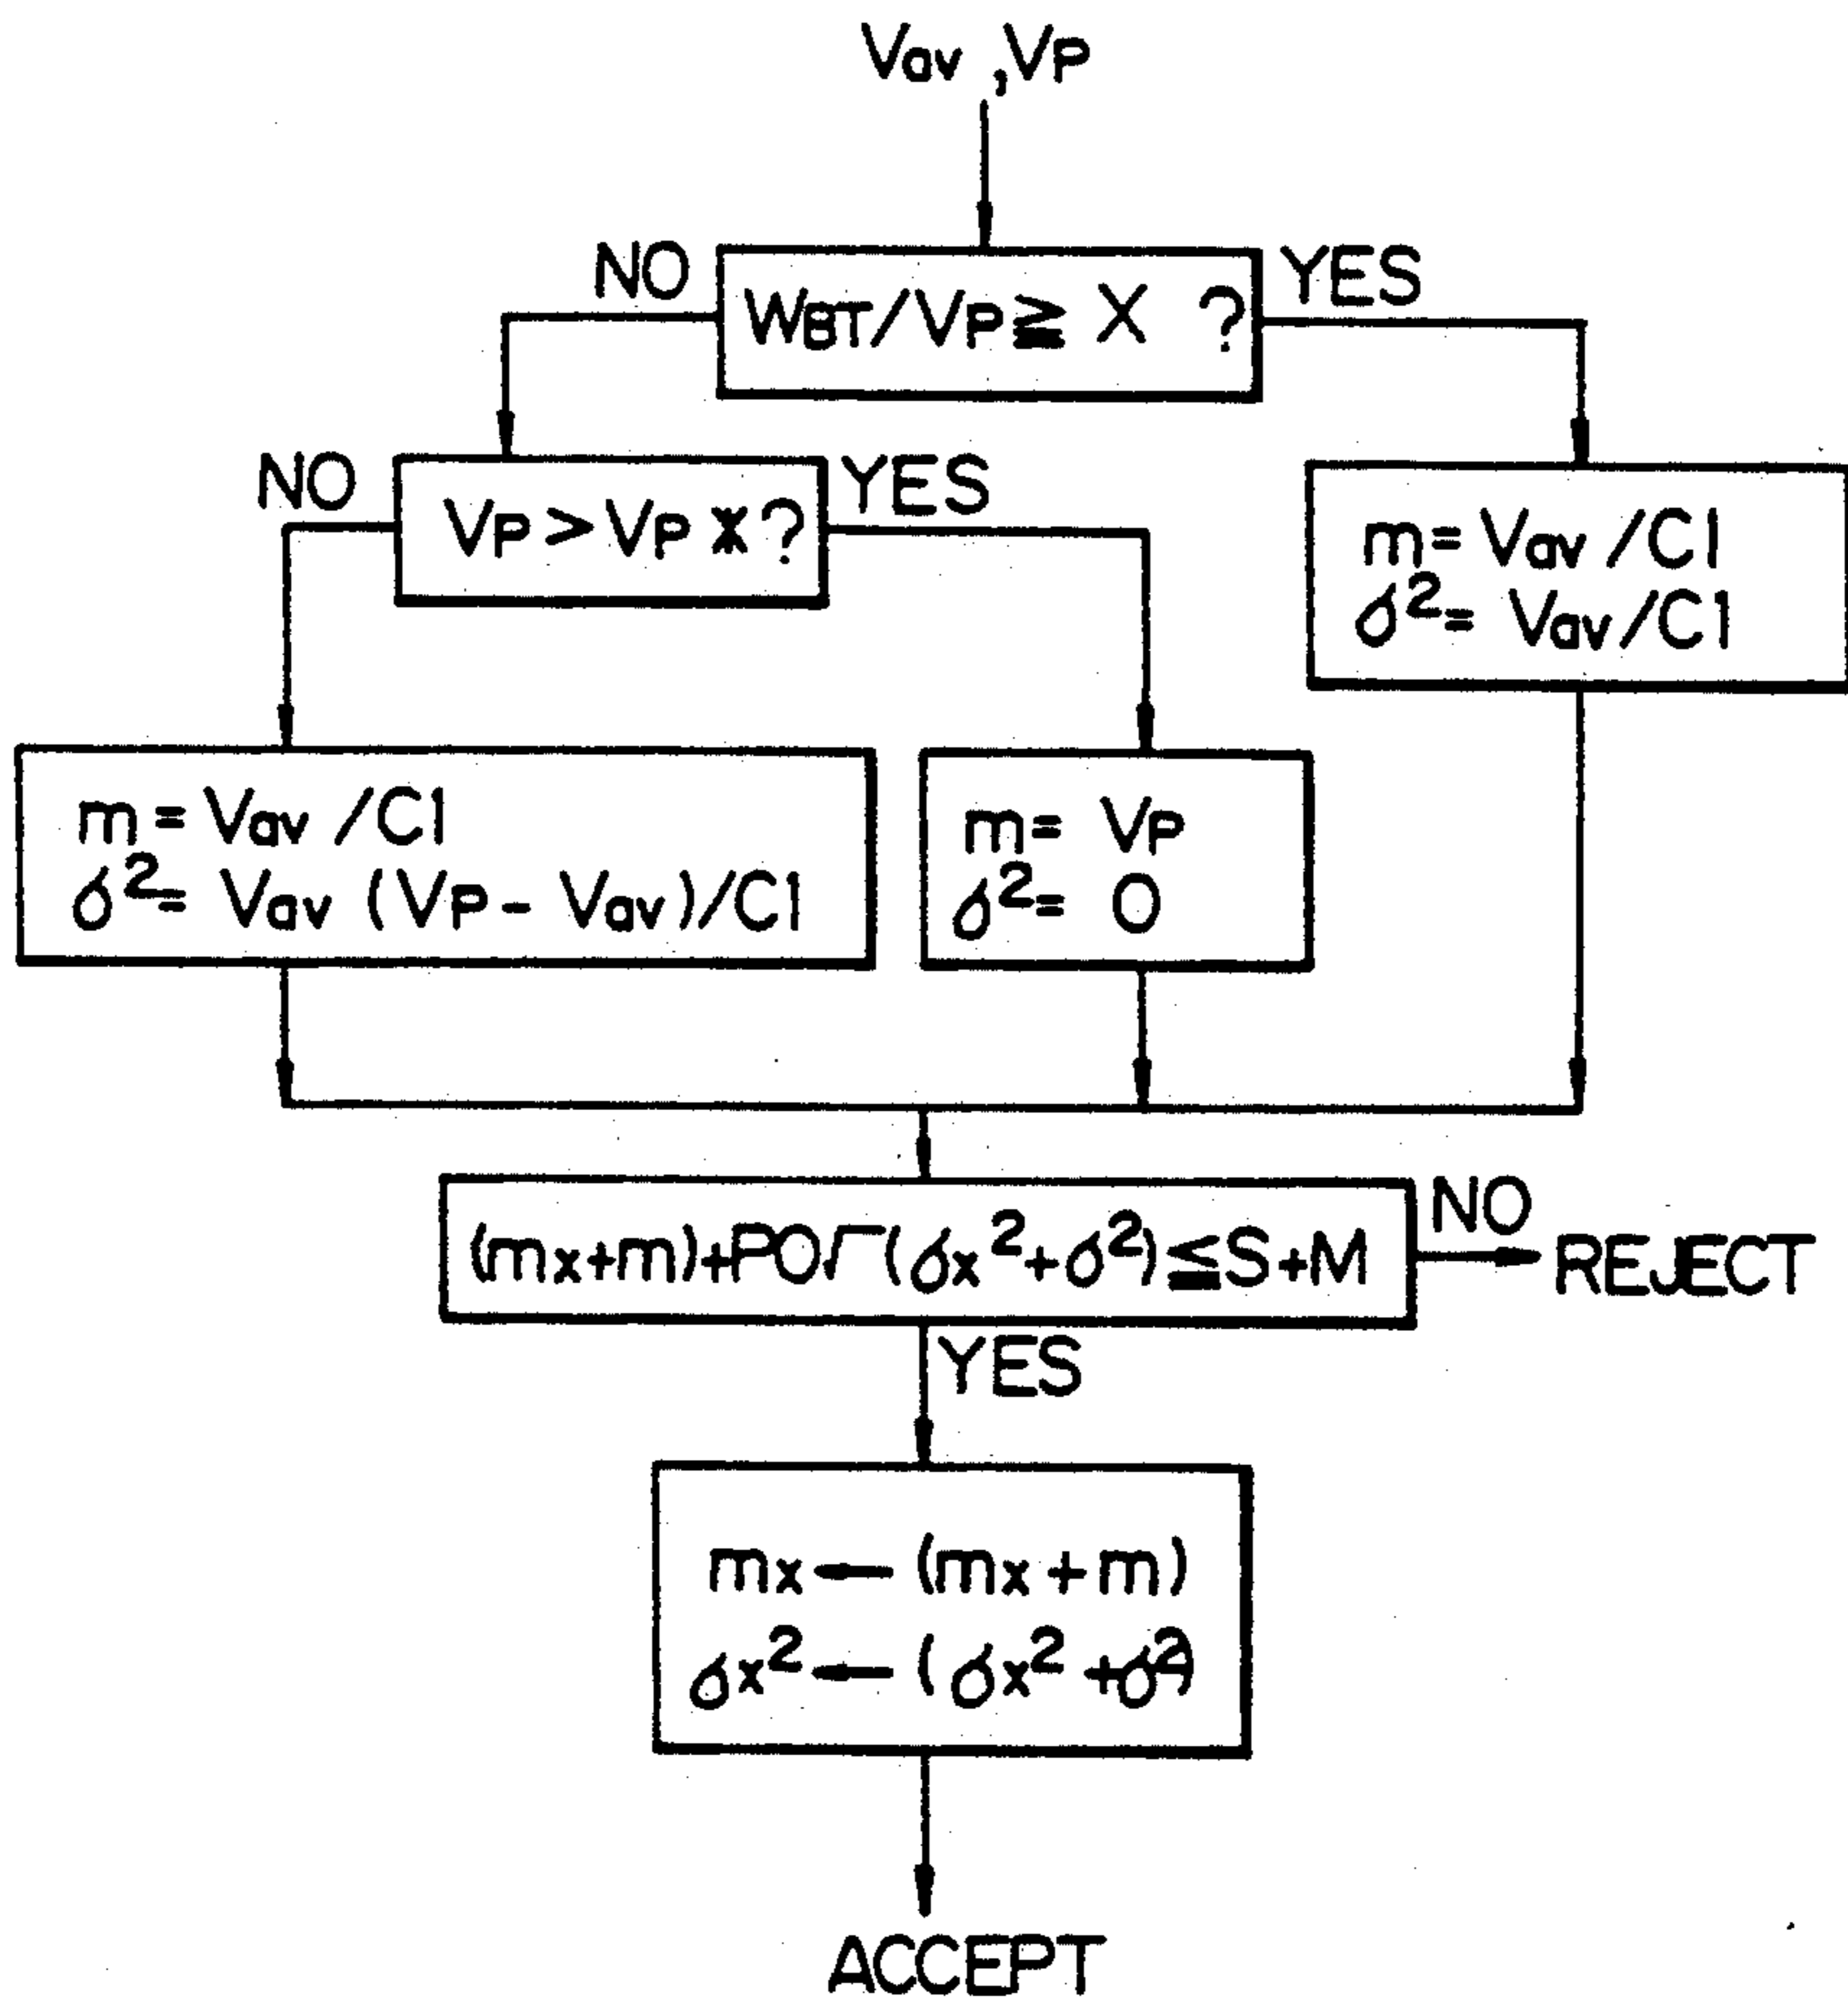 Vav ,VP
NO
WBT/VP≧ X ?
YES
NO
VP > VP X ?
YES
m= Vav /C1
σ²= Vav/C1
m= Vav /C1
σ²= Vav (VP- Vav)/C1
m= VP
σ²= 0
(mx+m)+PO√(σx²+σ²)≦S+M
NO
REJECT
YES
mx← (mx+m)
σx²← (σx²+σ²)
ACCEPT